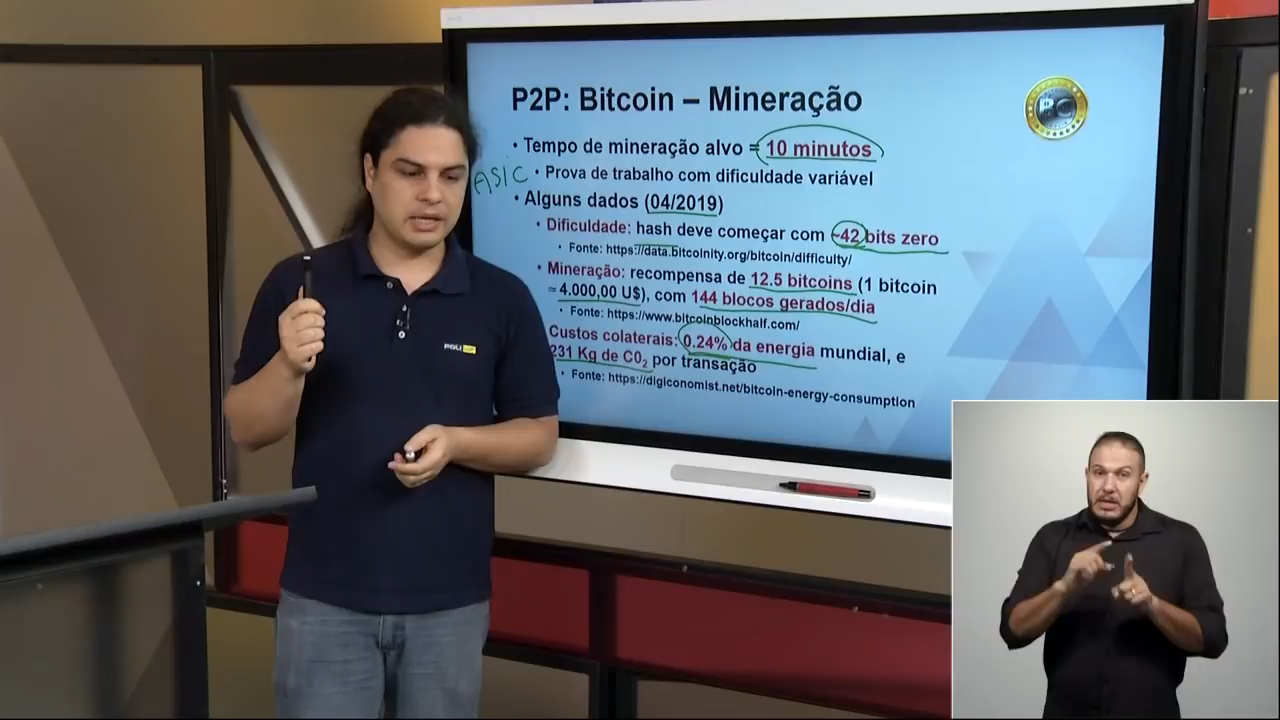 P2P: Bitcoin – Mineração
• Tempo de mineração alvo = 10 minutos
ASIC
• Prova de trabalho com dificuldade variável
• Alguns dados (04/2019)
• Dificuldade: hash deve começar com ~42 bits zero
• Fonte: https://data.bitcoinity.org/bitcoin/difficulty/
• Mineração: recompensa de 12.5 bitcoins (1 bitcoin
≈ 4.000,00 U$), com 144 blocos gerados/dia
• Fonte: https://www.bitcoinblockhalf.com/
Custos colaterais: 0.24% da energia mundial, e
231 Kg de C0₂ por transação
• Fonte: https://digiconomist.net/bitcoin-energy-consumption
BC
POLI